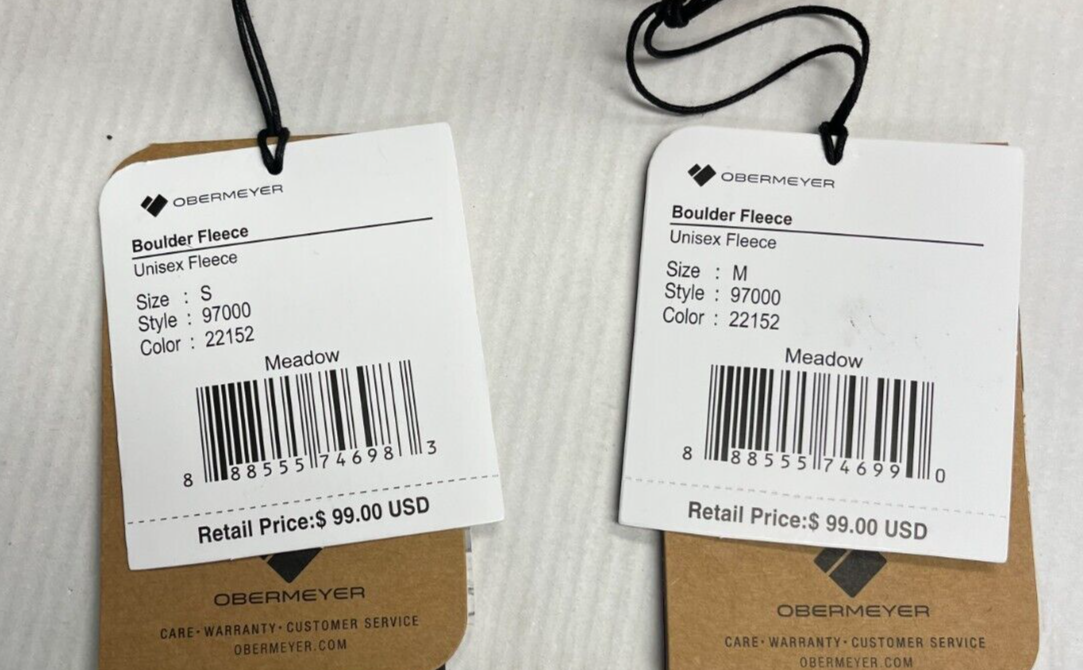 OBERMEYER
Boulder Fleece
Unisex Fleece
Size : S
Style : 97000
Color : 22152
Meadow
8 88555 74698 3
Retail Price:$ 99.00 USD
OBERMEYER
CARE · WARRANTY · CUSTOMER SERVICE
OBERMEYER.COM
OBERMEYER
Boulder Fleece
Unisex Fleece
Size : M
Style : 97000
Color : 22152
Meadow
8 88555 74699 0
Retail Price:$ 99.00 USD
OBERMEYER
CARE · WARRANTY · CUSTOMER SERVICE
OBERMEYER.COM